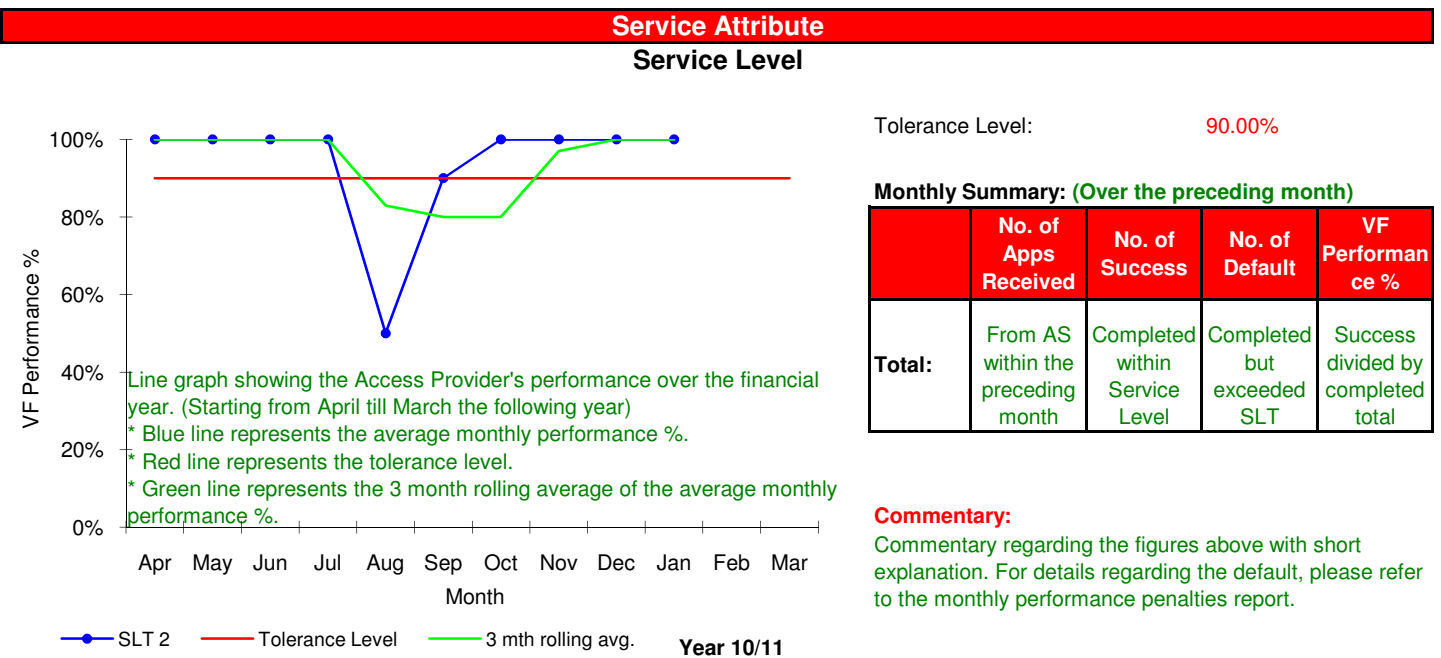 Service Attribute
Service Level
100%
80%
60%
40%
20%
0%
VF Performance %
Line graph showing the Access Provider's performance over the financial
year. (Starting from April till March the following year)
* Blue line represents the average monthly performance %.
* Red line represents the tolerance level.
* Green line represents the 3 month rolling average of the average monthly
performance %.
Apr May Jun Jul Aug Sep Oct Nov Dec Jan Feb Mar
Month
SLT 2 Tolerance Level 3 mth rolling avg. Year 10/11
Tolerance Level: 90.00%
Monthly Summary: (Over the preceding month)
No. of
Apps
Received
No. of
Success
No. of
Default
VF
Performan
ce %
Total:
From AS
within the
preceding
month
Completed
within
Service
Level
Completed
but
exceeded
SLT
Success
divided by
completed
total
Commentary:
Commentary regarding the figures above with short
explanation. For details regarding the default, please refer
to the monthly performance penalties report.